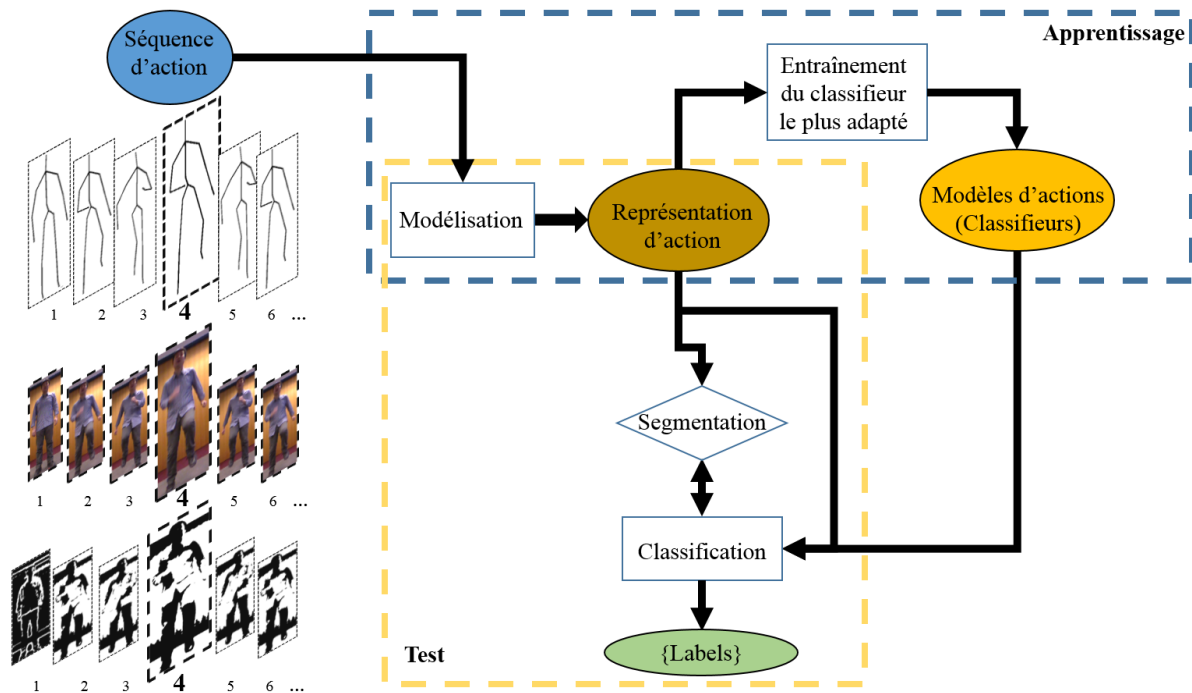 Séquence
d'action
Apprentissage
Entraînement
du classifieur
le plus adapté
Modélisation
Représentation
d'action
Modèles d'actions
(Classifieurs)
1 2 3 4 5 6 ...
Segmentation
1 2 3 4 5 6 ...
Classification
Test
{Labels}
1 2 3 4 5 6 ...